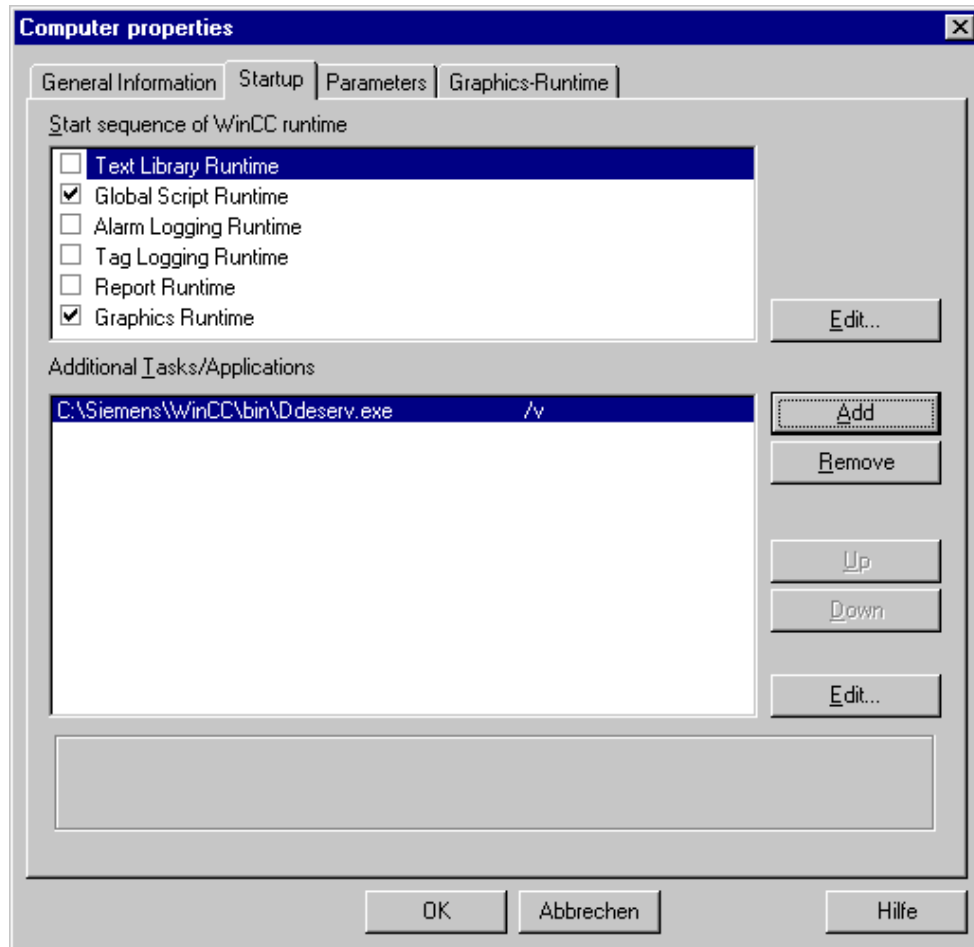 Computer properties
General Information Startup Parameters Graphics-Runtime
Start sequence of WinCC runtime
Text Library Runtime
Global Script Runtime
Alarm Logging Runtime
Tag Logging Runtime
Report Runtime
Graphics Runtime
Edit...
Additional Tasks/Applications
C:\Siemens\WinCC\bin\Ddeserv.exe /v
Add
Remove
Up
Down
Edit...
OK Abbrechen Hilfe